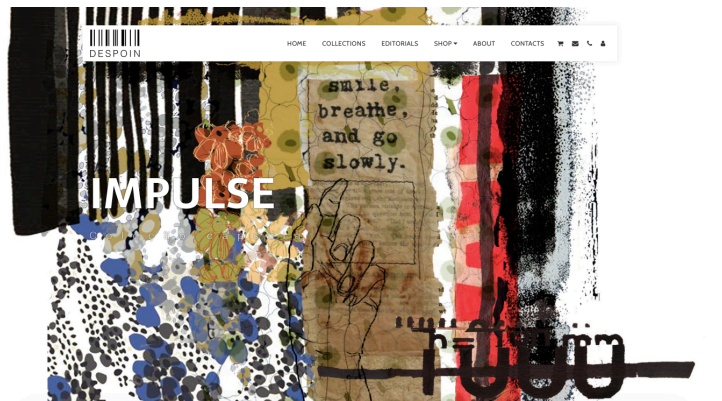 DESPOIN
HOME COLLECTIONS EDITORIALS SHOP ABOUT CONTACTS
smile,
breathe,
and go
slowly.
IMPULSE